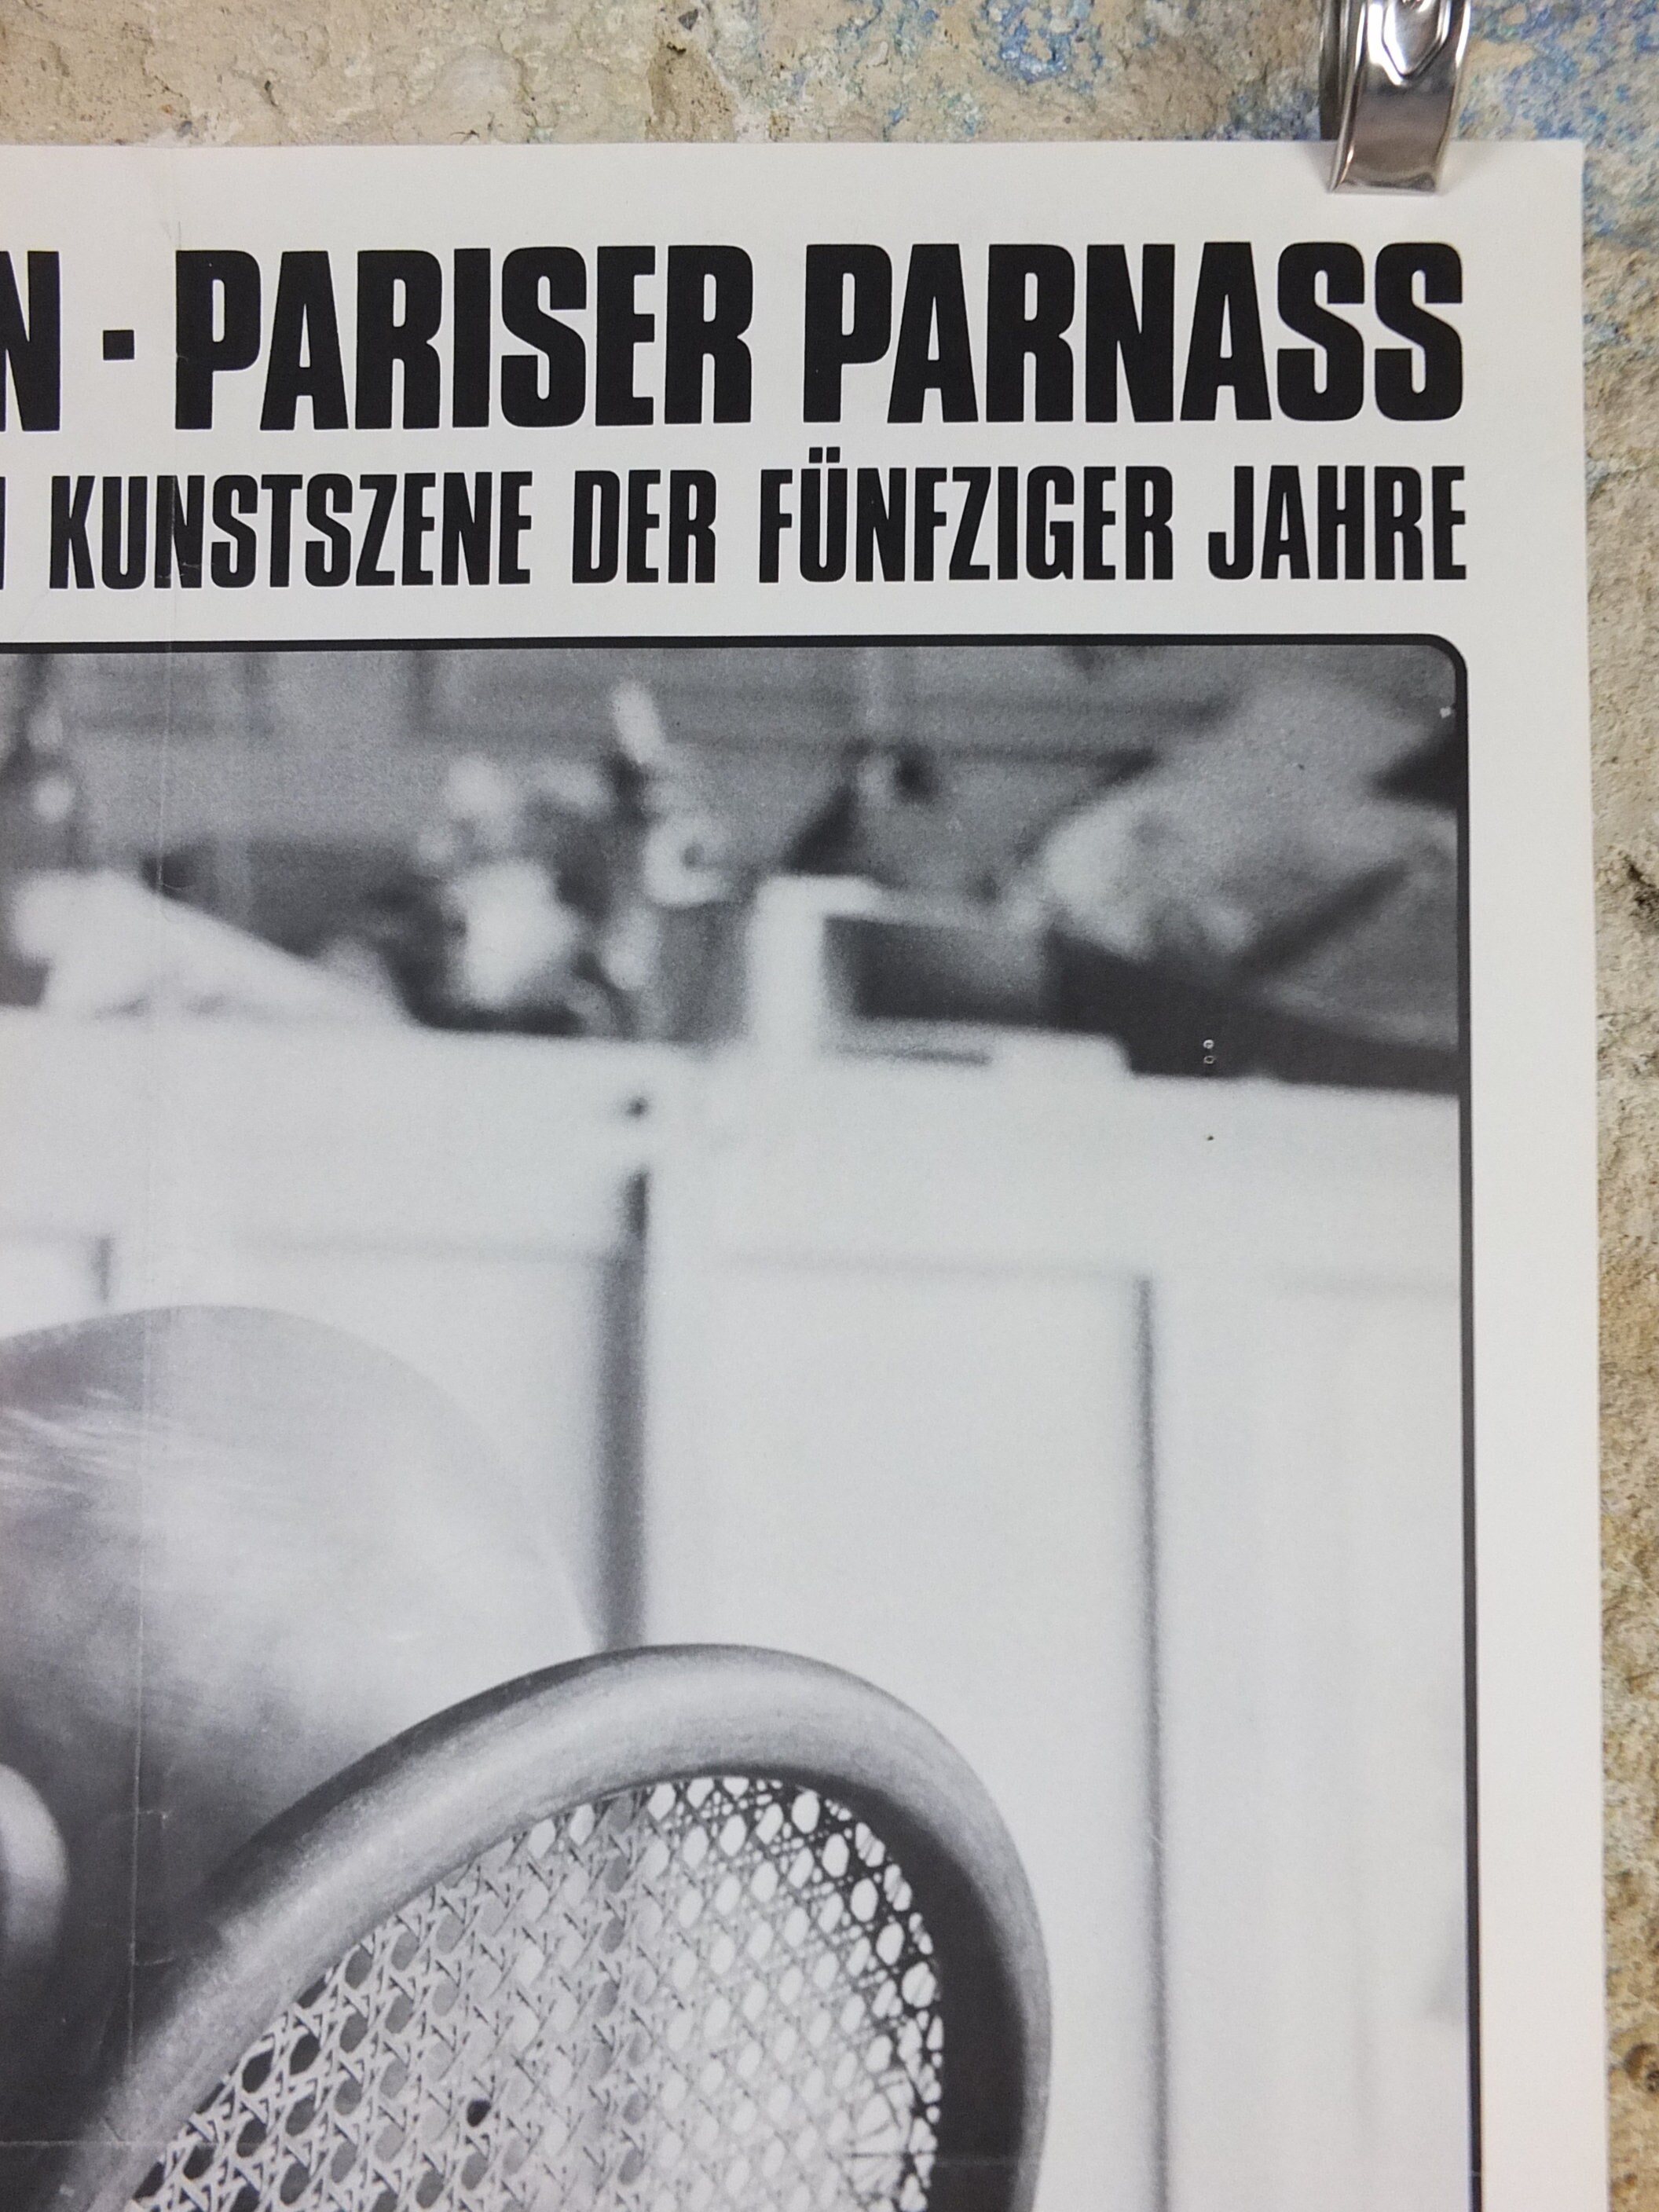 N · PARISER PARNASS
KUNSTSZENE DER FÜNFZIGER JAHRE